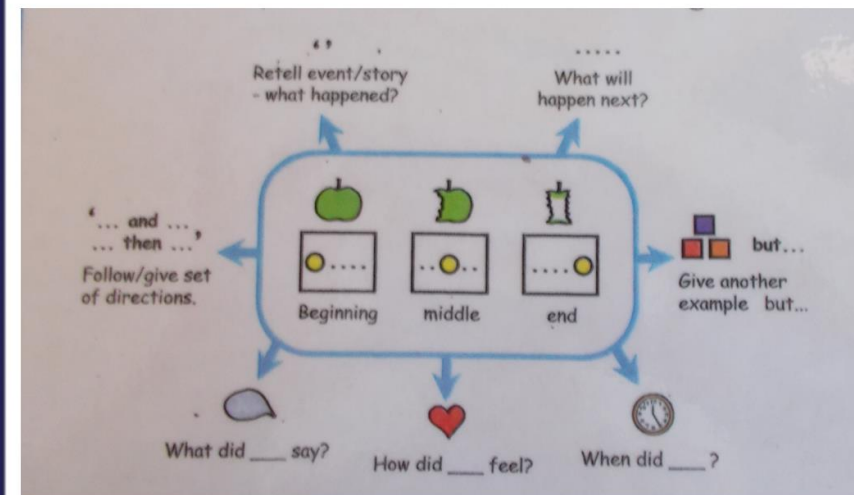 ‘ ’
Retell event/story
- what happened?
.....
What will
happen next?
‘... and ...
... then ...’
Follow/give set
of directions.
Beginning
middle
end
but...
Give another
example but...
What did ___ say?
How did ___ feel?
When did ___ ?